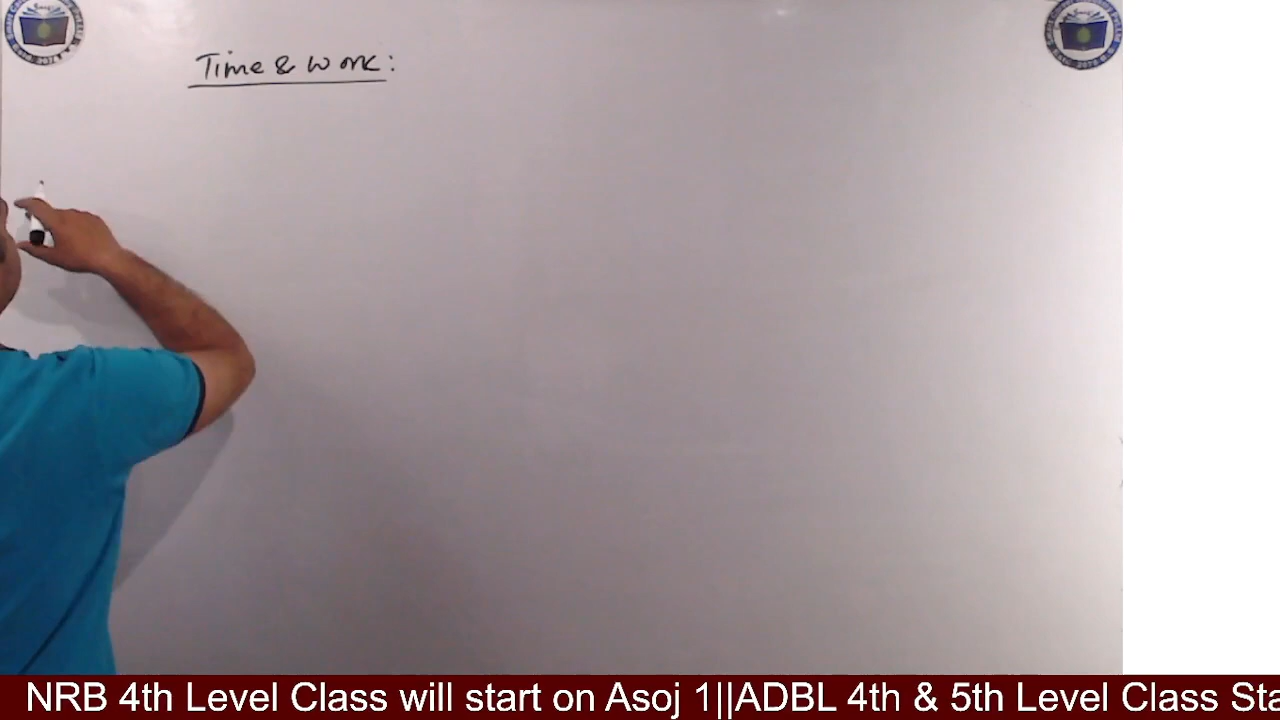 Time & Work:
NRB 4th Level Class will start on Asoj 1||ADBL 4th & 5th Level Class Sta